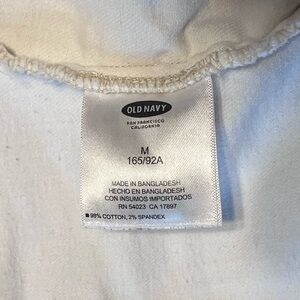 OLD NAVY
SAN FRANCISCO
CALIFORNIA
M
165/92A
MADE IN BANGLADESH
HECHO EN BANGLADESH
CON INSUMOS IMPORTADOS
RN 54023 CA 17897
■ 98% COTTON, 2% SPANDEX